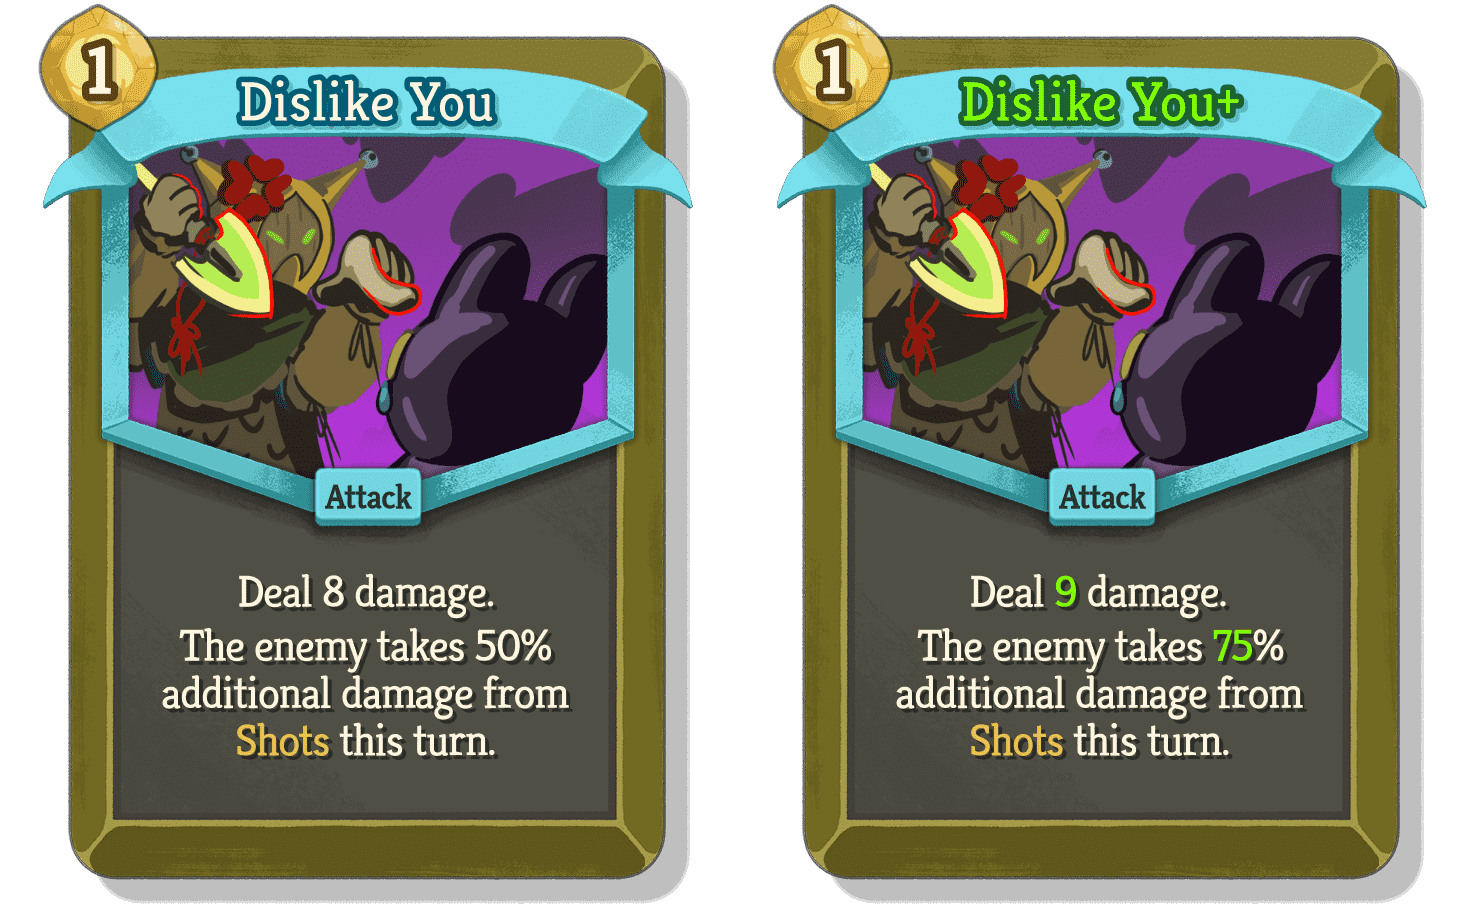 1
Dislike You
Attack
Deal 8 damage.
The enemy takes 50%
additional damage from
Shots this turn.
1
Dislike You+
Attack
Deal 9 damage.
The enemy takes 75%
additional damage from
Shots this turn.